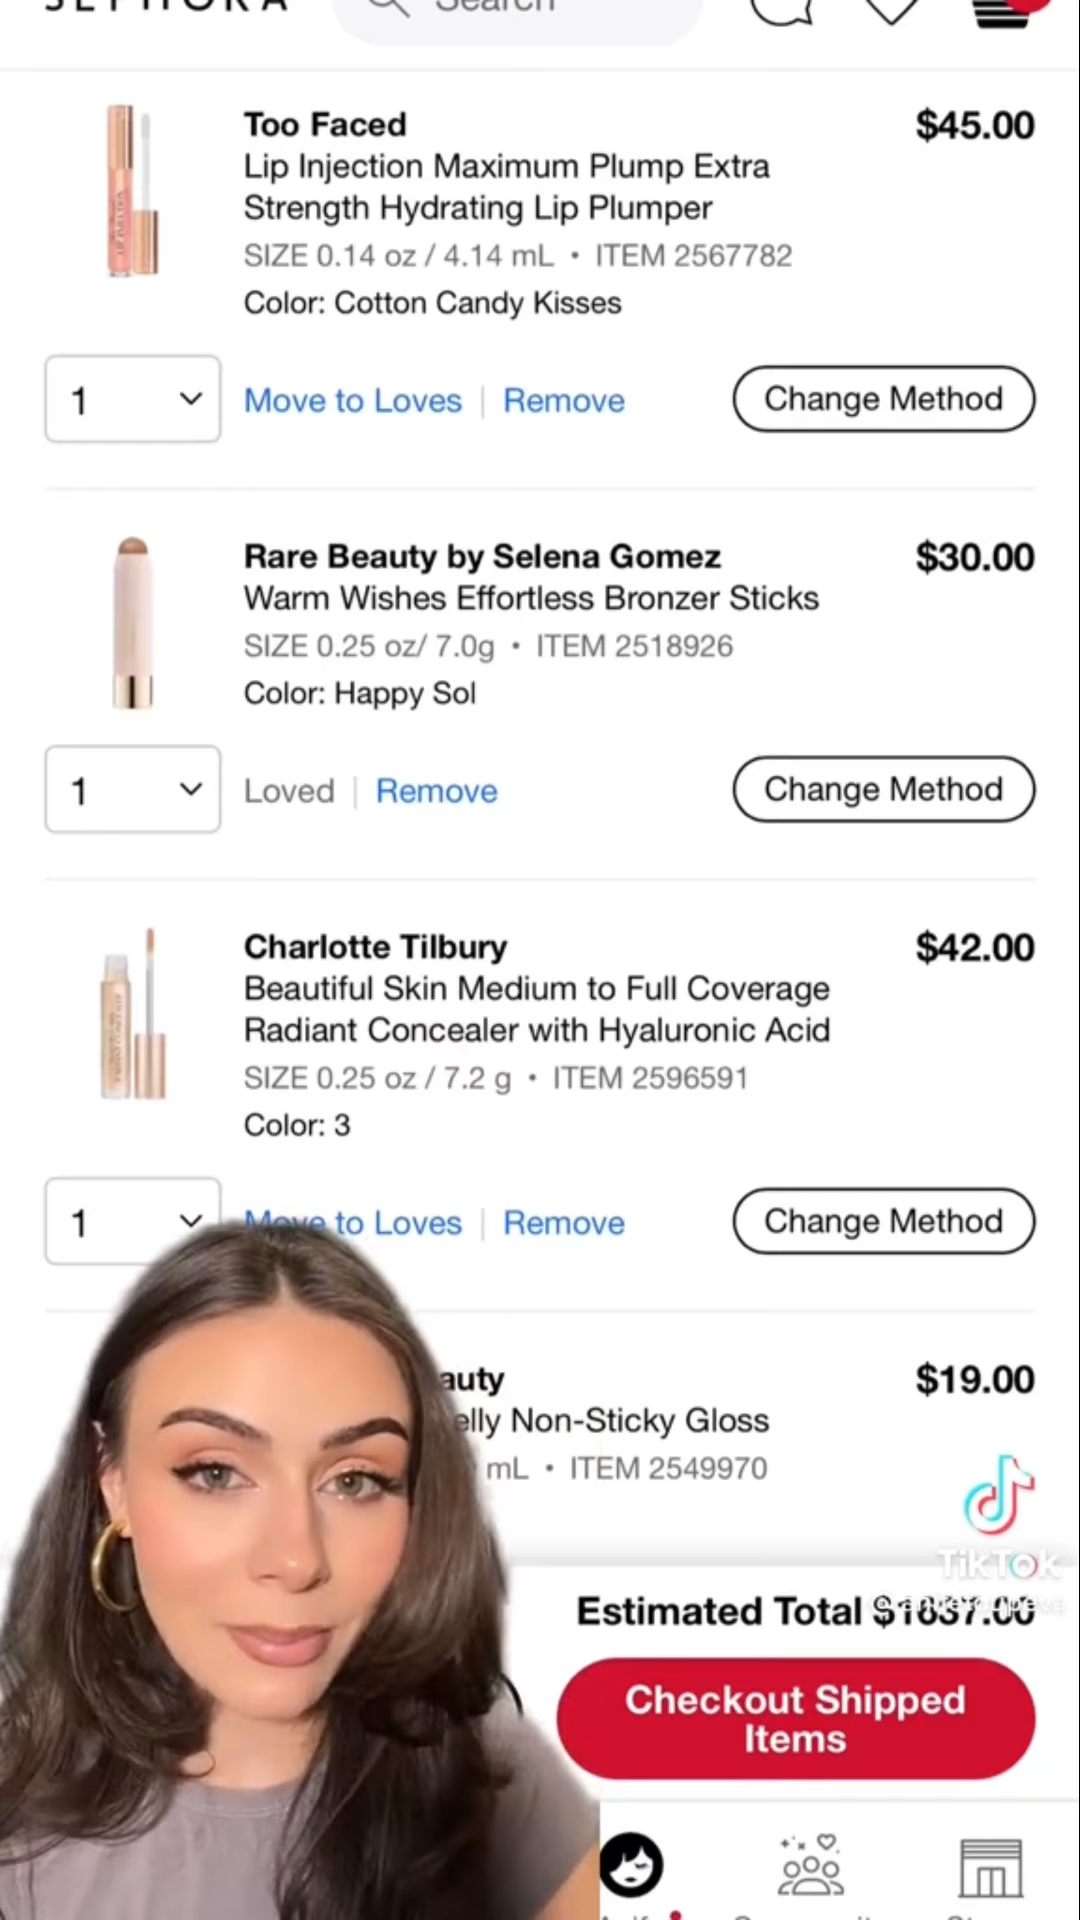 SEPHORA
Search
Too Faced
$45.00
Lip Injection Maximum Plump Extra
Strength Hydrating Lip Plumper
SIZE 0.14 oz / 4.14 mL • ITEM 2567782
Color: Cotton Candy Kisses
1
Move to Loves | Remove
Change Method
Rare Beauty by Selena Gomez
$30.00
Warm Wishes Effortless Bronzer Sticks
SIZE 0.25 oz/ 7.0g • ITEM 2518926
Color: Happy Sol
1
Loved | Remove
Change Method
Charlotte Tilbury
$42.00
Beautiful Skin Medium to Full Coverage
Radiant Concealer with Hyaluronic Acid
SIZE 0.25 oz / 7.2 g • ITEM 2596591
Color: 3
1
Move to Loves | Remove
Change Method
auty
$19.00
elly Non-Sticky Gloss
mL • ITEM 2549970
TikTok
Estimated Total
Checkout Shipped
Items